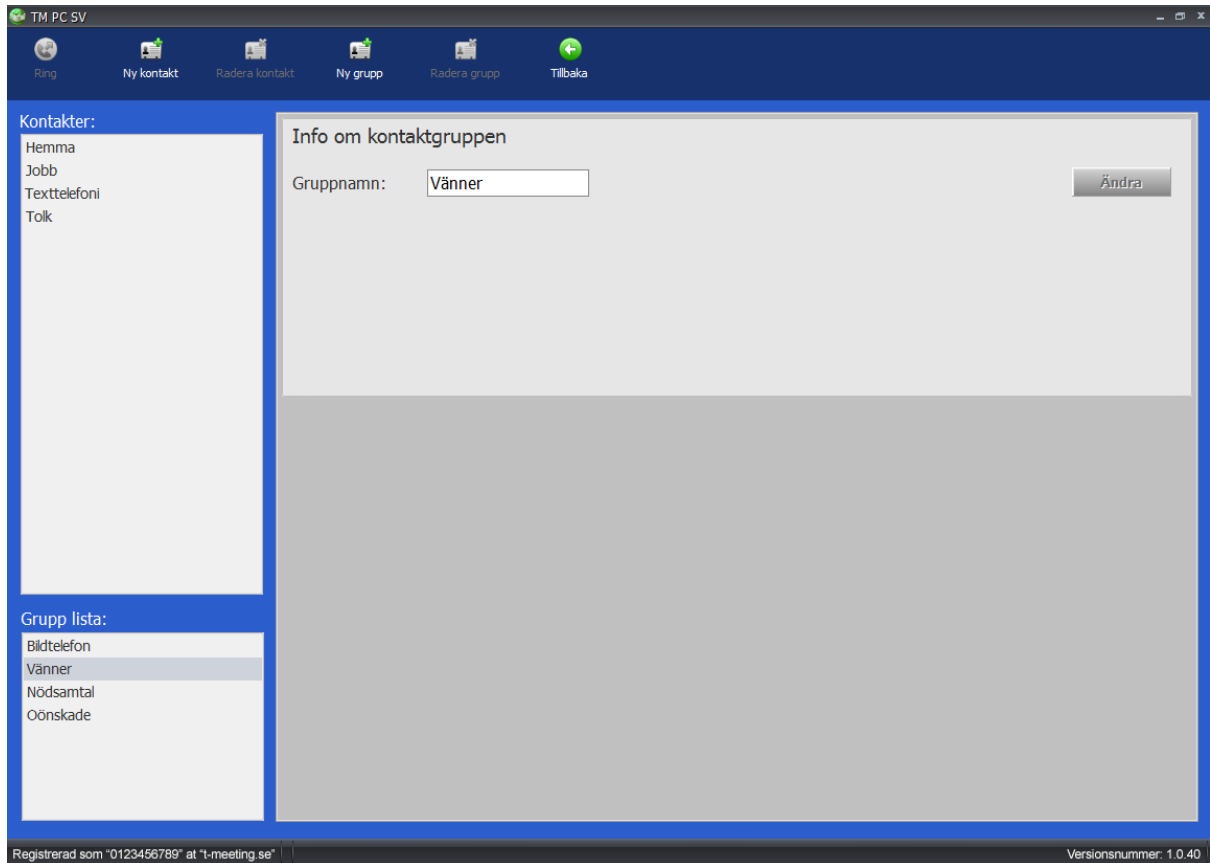 TM PC SV
Ring
Ny kontakt
Radera kontakt
Ny grupp
Radera grupp
Tillbaka
Kontakter:
Hemma
Jobb
Texttelefoni
Tolk
Info om kontaktgruppen
Gruppnamn: Vänner
Ändra
Grupp lista:
Bildtelefon
Vänner
Nödsamtal
Oönskade
Registrerad som "0123456789" at "t-meeting.se"
Versionsnummer: 1.0.40